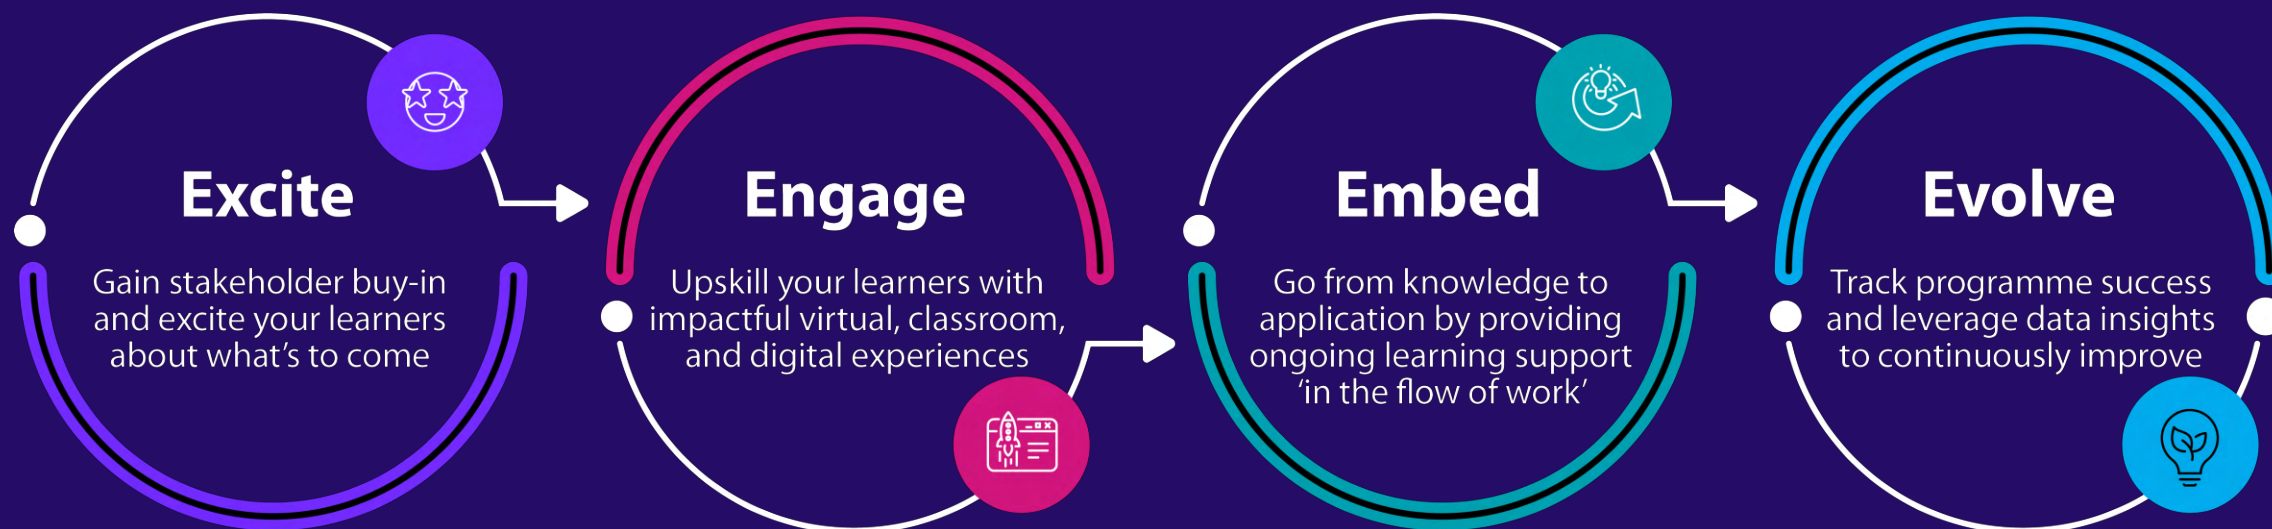 Excite
Gain stakeholder buy-in
and excite your learners
about what’s to come
Engage
Upskill your learners with
impactful virtual, classroom,
and digital experiences
Embed
Go from knowledge to
application by providing
ongoing learning support
‘in the flow of work’
Evolve
Track programme success
and leverage data insights
to continuously improve